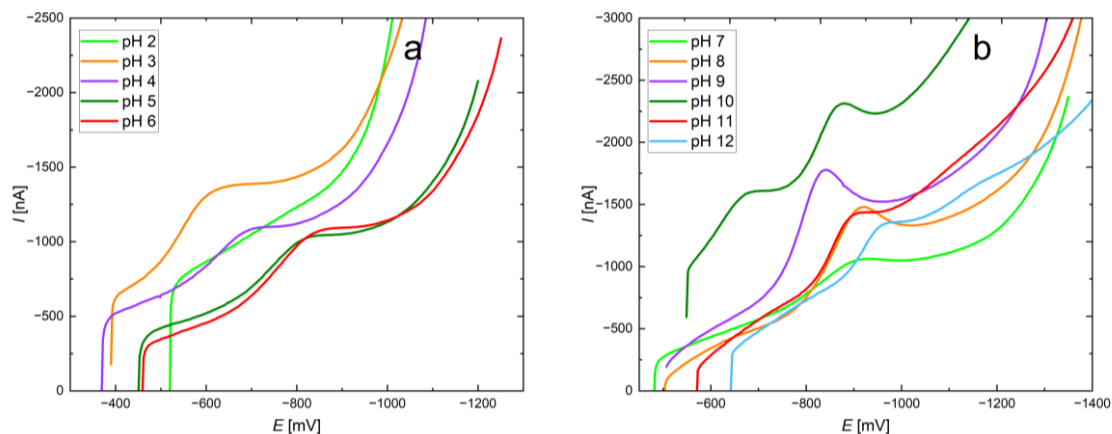 −2500
−2000
−1500
−1000
−500
0
I [nA]
pH 2
pH 3
pH 4
pH 5
pH 6
a
−400
−600
−800
−1000
−1200
E [mV]
−3000
−2500
−2000
−1500
−1000
−500
0
I [nA]
pH 7
pH 8
pH 9
pH 10
pH 11
pH 12
b
−600
−800
−1000
−1200
−1400
E [mV]